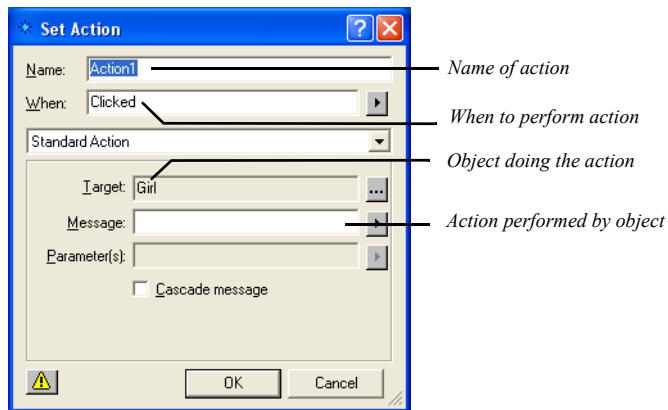 Set Action
Name: Action1
Name of action
When: Clicked
When to perform action
Standard Action
Object doing the action
Target: Girl
...
Message:
Action performed by object
Parameter(s):
Cascade message
OK
Cancel